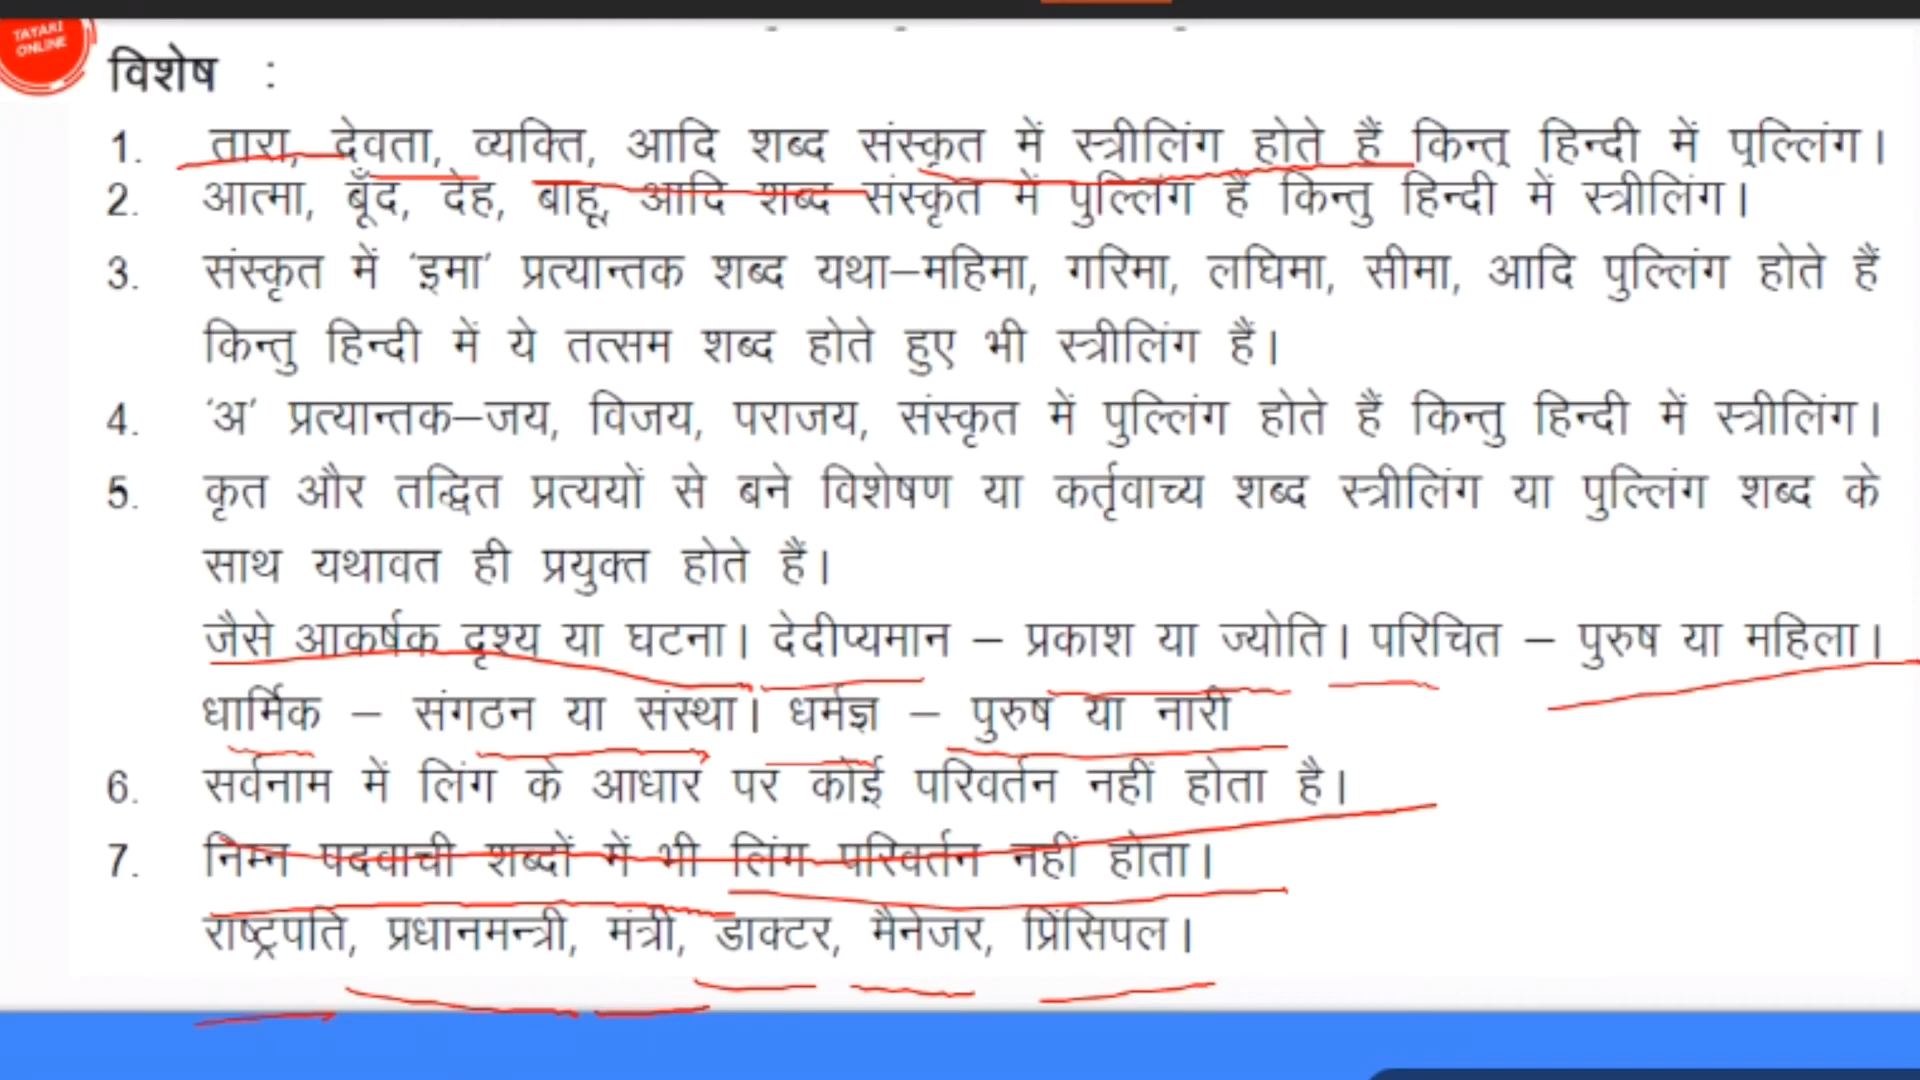 TAYARI
ONLINE
विशेष :
1. तारा, देवता, व्यक्ति, आदि शब्द संस्कृत में स्त्रीलिंग होते हैं किन्तु हिन्दी में पुल्लिंग।
2. आत्मा, बूँद, देह, बाहू, आदि शब्द संस्कृत में पुल्लिंग हैं किन्तु हिन्दी में स्त्रीलिंग।
3. संस्कृत में 'इमा' प्रत्यान्तक शब्द यथा–महिमा, गरिमा, लघिमा, सीमा, आदि पुल्लिंग होते हैं
किन्तु हिन्दी में ये तत्सम शब्द होते हुए भी स्त्रीलिंग हैं।
4. 'अ' प्रत्यान्तक–जय, विजय, पराजय, संस्कृत में पुल्लिंग होते हैं किन्तु हिन्दी में स्त्रीलिंग।
5. कृत और तद्धित प्रत्ययों से बने विशेषण या कर्तृवाच्य शब्द स्त्रीलिंग या पुल्लिंग शब्द के
साथ यथावत ही प्रयुक्त होते हैं।
जैसे आकर्षक दृश्य या घटना। देदीप्यमान – प्रकाश या ज्योति। परिचित – पुरुष या महिला।
धार्मिक – संगठन या संस्था। धर्मज्ञ – पुरुष या नारी
6. सर्वनाम में लिंग के आधार पर कोई परिवर्तन नहीं होता है।
7. निम्न पदवाची शब्दों में भी लिंग परिवर्तन नहीं होता।
राष्ट्रपति, प्रधानमन्त्री, मंत्री, डाक्टर, मैनेजर, प्रिंसिपल।